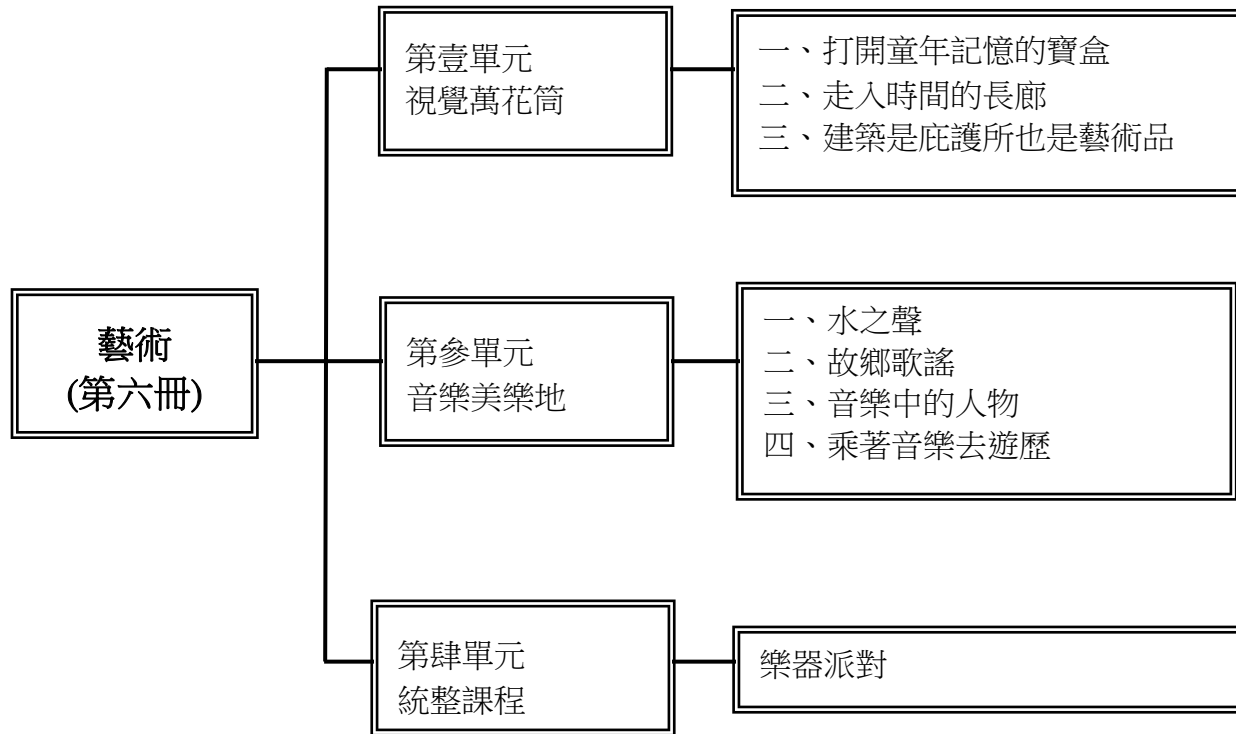 藝術
(第六冊)
第壹單元
視覺萬花筒
一、打開童年記憶的寶盒
二、走入時間的長廊
三、建築是庇護所也是藝術品
第參單元
音樂美樂地
一、水之聲
二、故鄉歌謠
三、音樂中的人物
四、乘著音樂去遊歷
第肆單元
統整課程
樂器派對